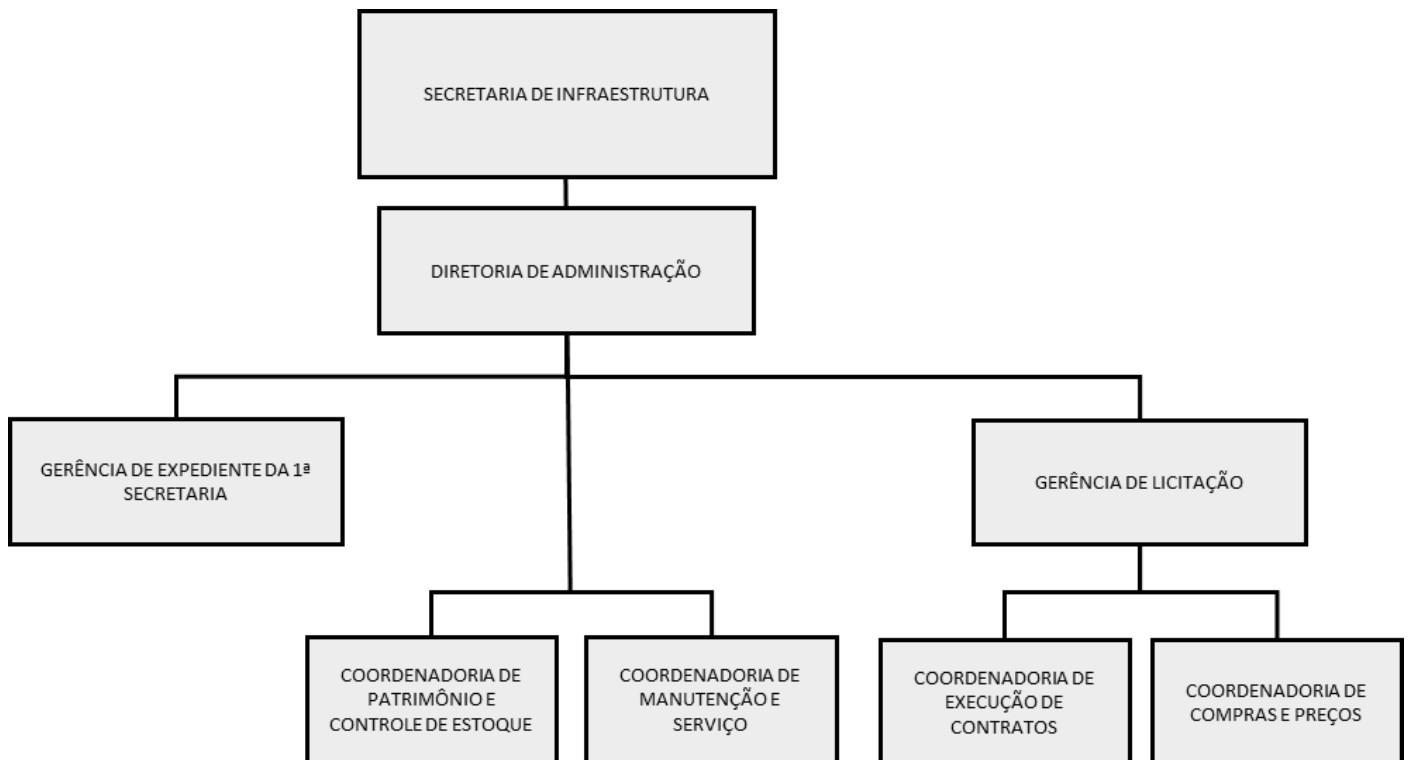 SECRETARIA DE INFRAESTRUTURA
DIRETORIA DE ADMINISTRAÇÃO
GERÊNCIA DE EXPEDIENTE DA 1ª
SECRETARIA
GERÊNCIA DE LICITAÇÃO
COORDENADORIA DE
PATRIMÔNIO E
CONTROLE DE ESTOQUE
COORDENADORIA DE
MANUTENÇÃO E
SERVIÇO
COORDENADORIA DE
EXECUÇÃO DE
CONTRATOS
COORDENADORIA DE
COMPRAS E PREÇOS